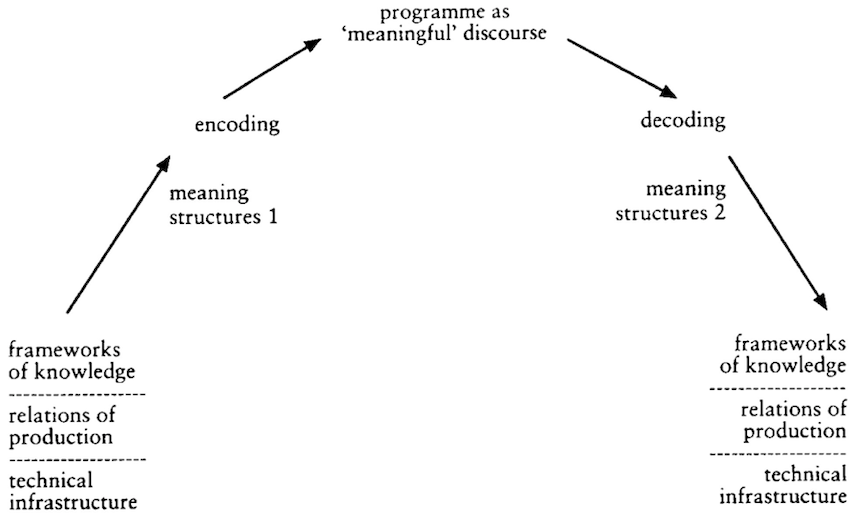 programme as
‘meaningful’ discourse
encoding
decoding
meaning
structures 1
meaning
structures 2
frameworks
of knowledge
relations of
production
technical
infrastructure
frameworks
of knowledge
relations of
production
technical
infrastructure